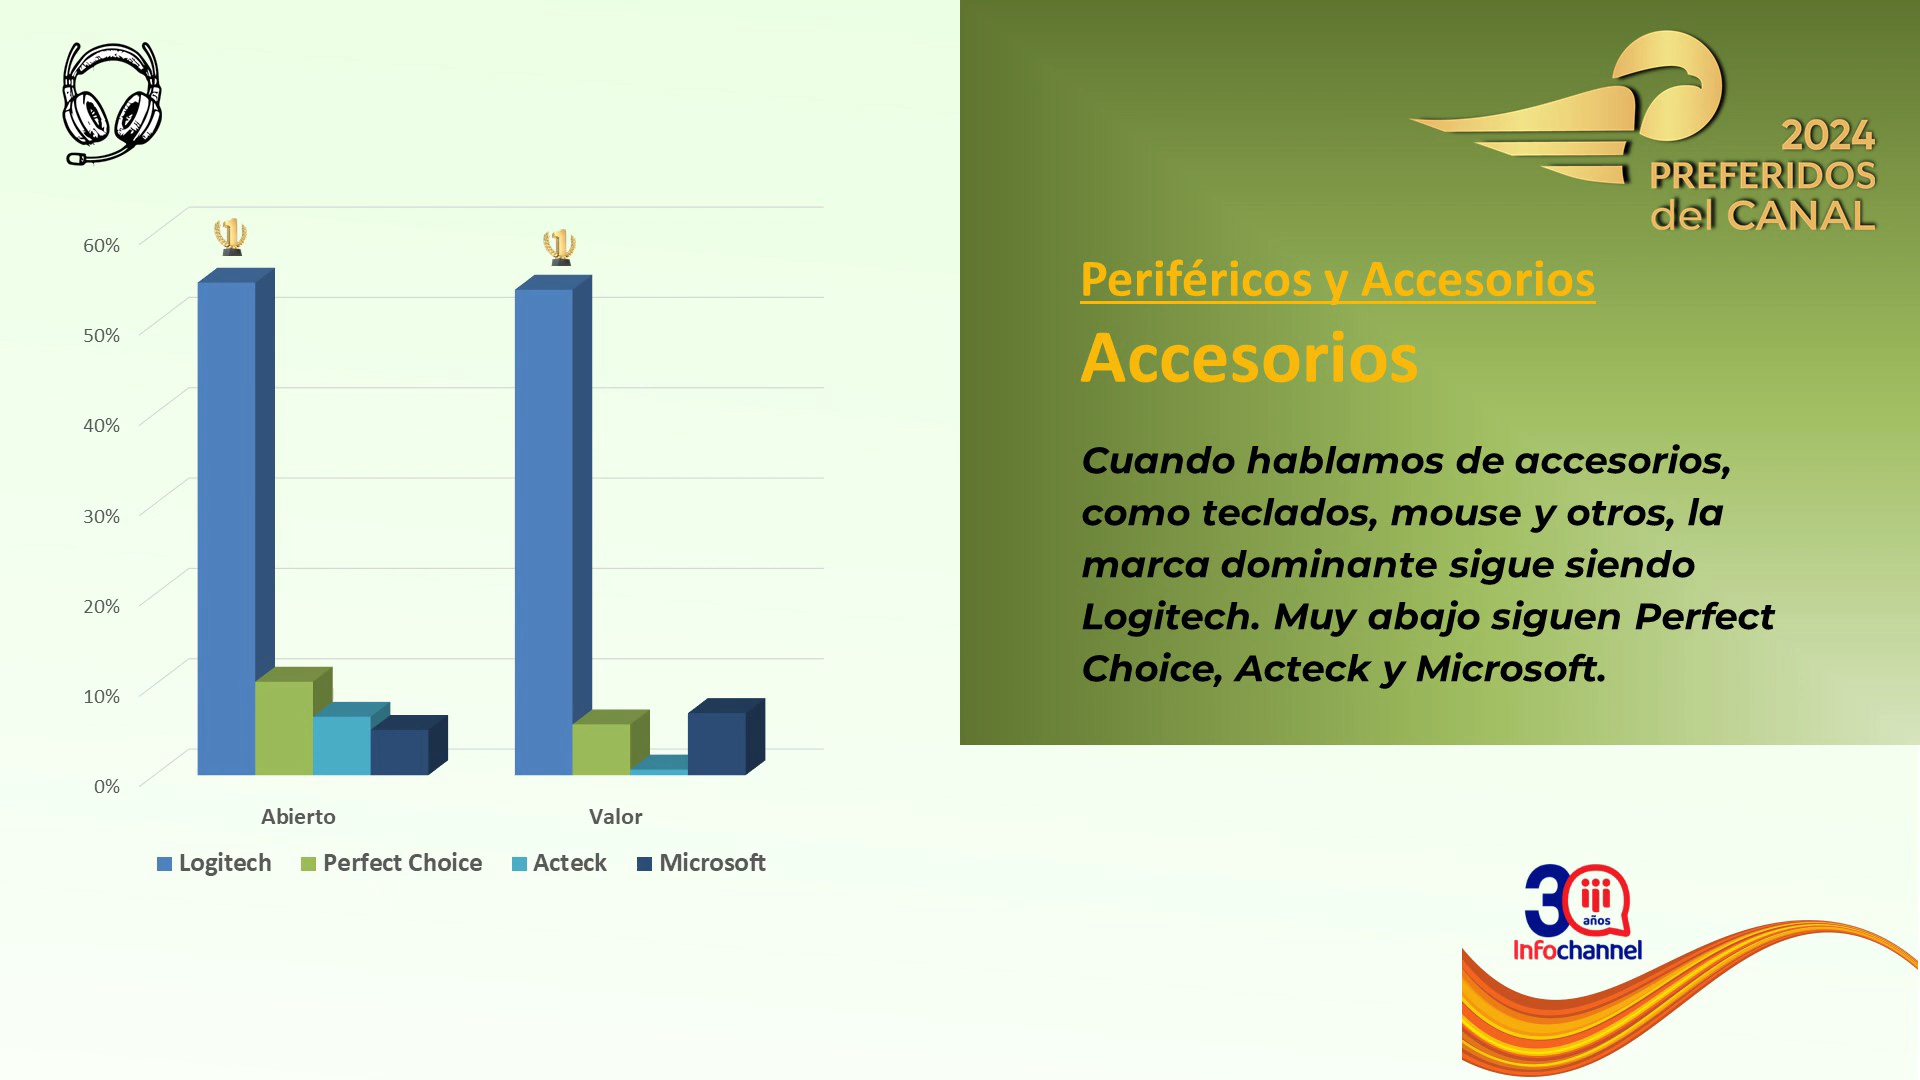 2024
PREFERIDOS
del CANAL
Periféricos y Accesorios
Accesorios
Cuando hablamos de accesorios,
como teclados, mouse y otros, la
marca dominante sigue siendo
Logitech. Muy abajo siguen Perfect
Choice, Acteck y Microsoft.
1
1
60%
50%
40%
30%
20%
10%
0%
Abierto
Valor
Logitech
Perfect Choice
Acteck
Microsoft
30
años
Infochannel